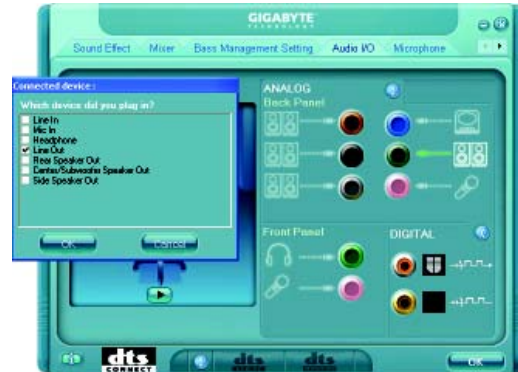 GIGABYTE
TECHNOLOGY
Sound Effect Mixer Bass Management Setting Audio I/O Microphone
Connected device :
Which device did you plug in?
Line In
Mic In
Headphone
Line Out
Rear Speaker Out
Center/Subwoofer Speaker Out
Side Speaker Out
OK Cancel
ANALOG
Back Panel
Front Panel
DIGITAL
dts
CONNECT
dts
dts
OK